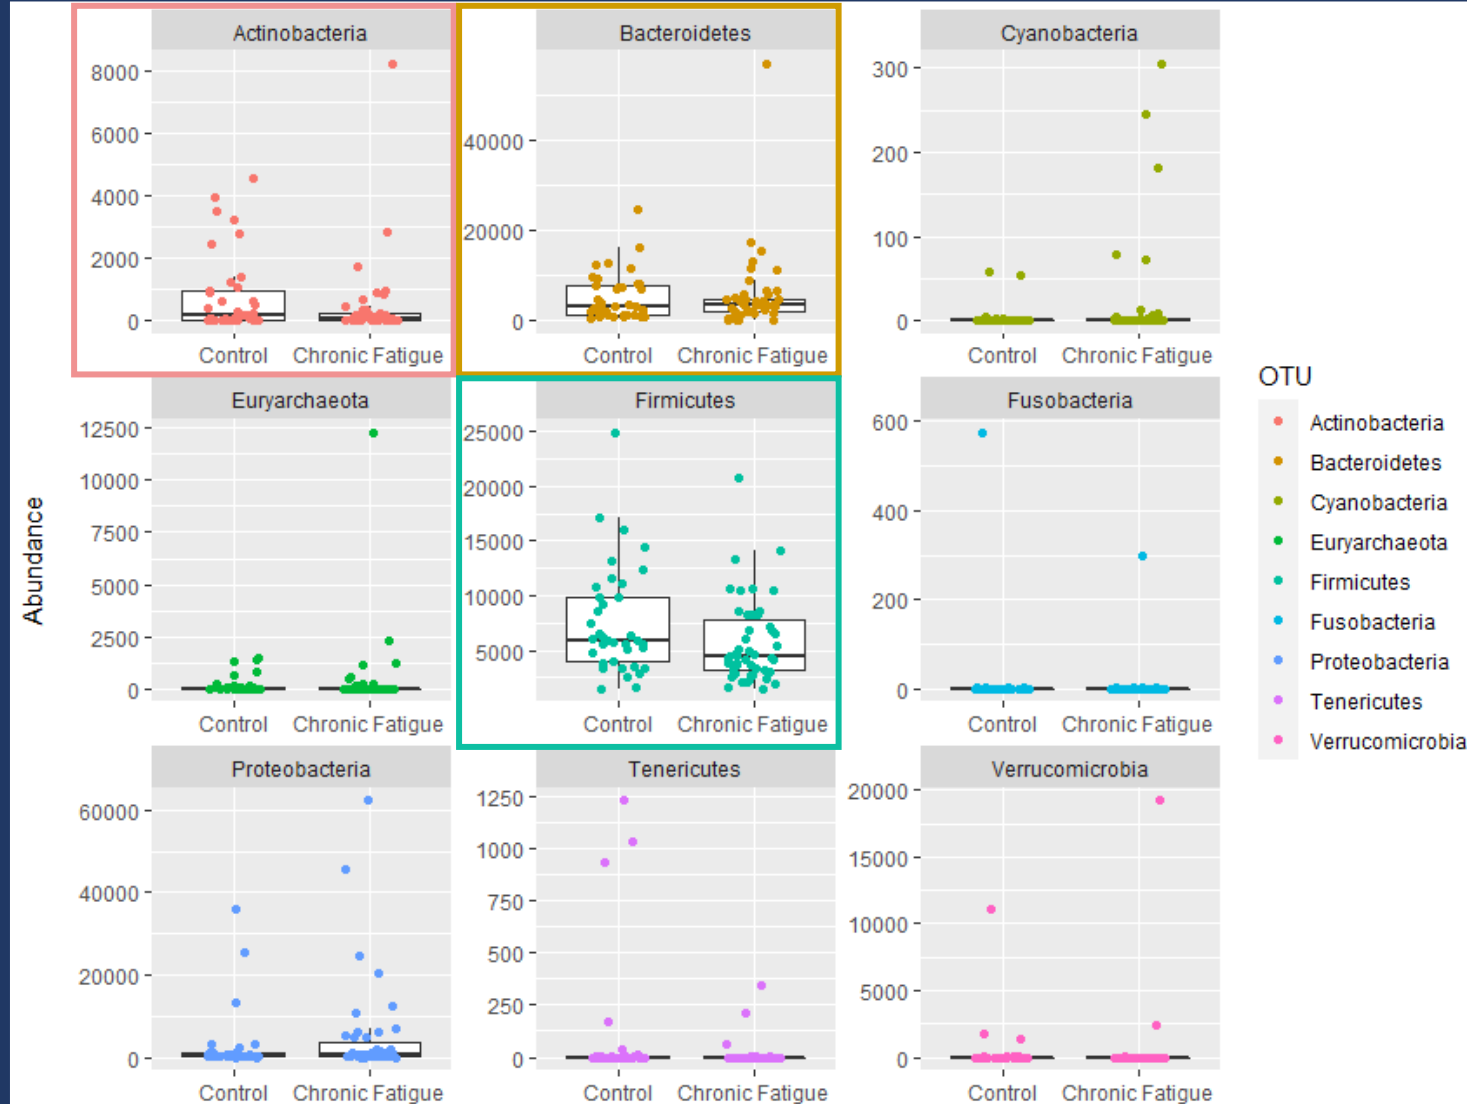 Actinobacteria
8000
6000
4000
2000
0
Control Chronic Fatigue
Bacteroidetes
40000
20000
0
Control Chronic Fatigue
Cyanobacteria
300
200
100
0
Control Chronic Fatigue
Abundance
Euryarchaeota
12500
10000
7500
5000
2500
0
Control Chronic Fatigue
Firmicutes
25000
20000
15000
10000
5000
Control Chronic Fatigue
Fusobacteria
600
400
200
0
Control Chronic Fatigue
Proteobacteria
60000
40000
20000
0
Control Chronic Fatigue
Tenericutes
1250
1000
750
500
250
0
Control Chronic Fatigue
Verrucomicrobia
20000
15000
10000
5000
0
Control Chronic Fatigue
OTU
Actinobacteria
Bacteroidetes
Cyanobacteria
Euryarchaeota
Firmicutes
Fusobacteria
Proteobacteria
Tenericutes
Verrucomicrobia